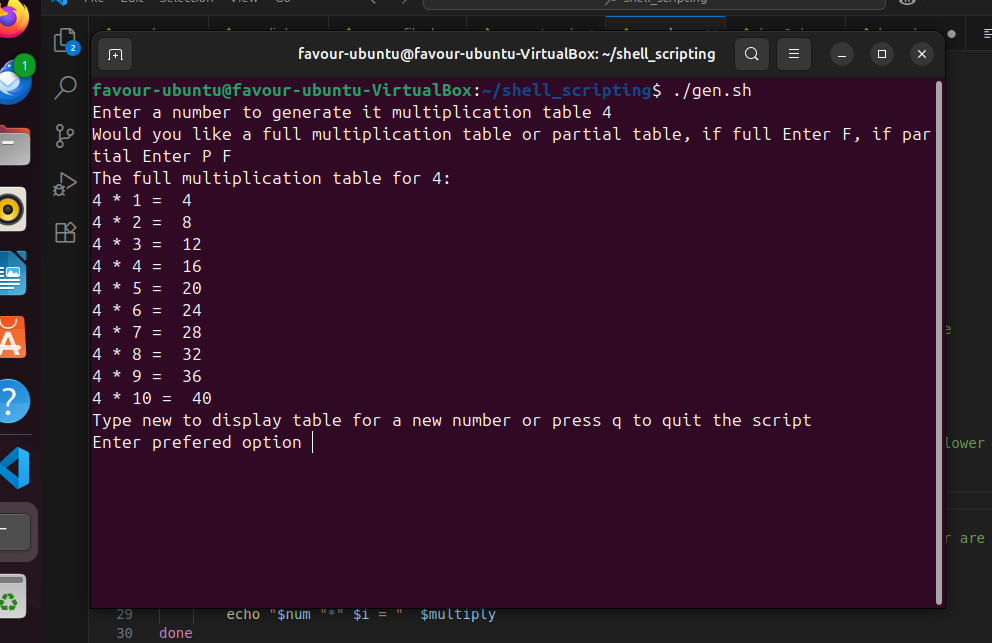 1
2
favour-ubuntu@favour-ubuntu-VirtualBox: ~/shell_scripting
favour-ubuntu@favour-ubuntu-VirtualBox:~/shell_scripting$ ./gen.sh
Enter a number to generate it multiplication table 4
Would you like a full multiplication table or partial table, if full Enter F, if par
tial Enter P F
The full multiplication table for 4:
4 * 1 =  4
4 * 2 =  8
4 * 3 =  12
4 * 4 =  16
4 * 5 =  20
4 * 6 =  24
4 * 7 =  28
4 * 8 =  32
4 * 9 =  36
4 * 10 =  40
Type new to display table for a new number or press q to quit the script
Enter prefered option
lower
are
29 echo "$num "*" $i = "  $multiply
30 done